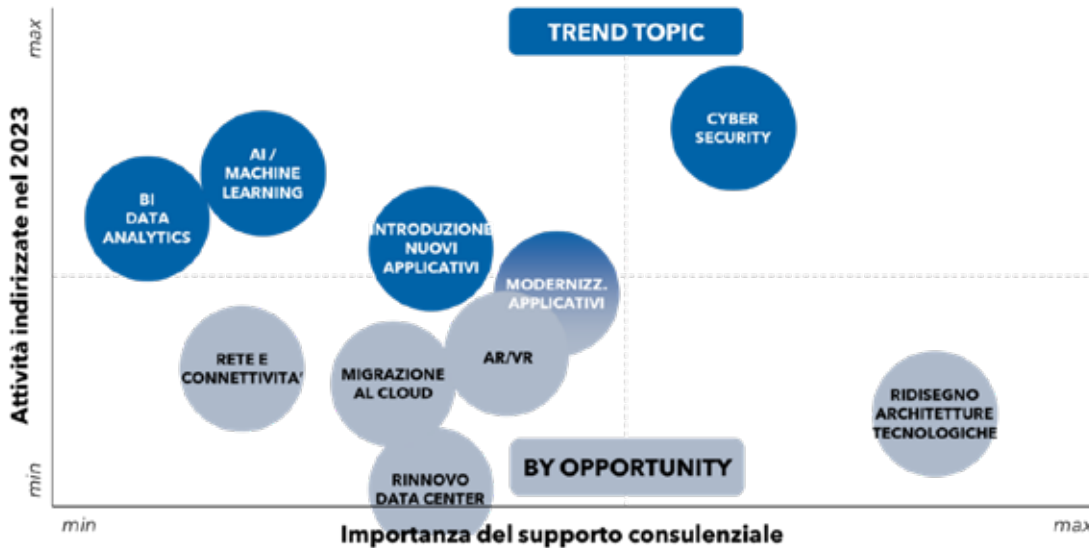 max
TREND TOPIC
CYBER
SECURITY
AI /
MACHINE
LEARNING
BI
DATA
ANALYTICS
INTRODUZIONE
NUOVI
APPLICATIVI
MODERNIZZ.
APPLICATIVI
Attività indirizzate nel 2023
RETE E
CONNETTIVITA'
MIGRAZIONE
AL CLOUD
AR/VR
RIDISEGNO
ARCHITETTURE
TECNOLOGICHE
RINNOVO
DATA CENTER
BY OPPORTUNITY
min
min
Importanza del supporto consulenziale
max